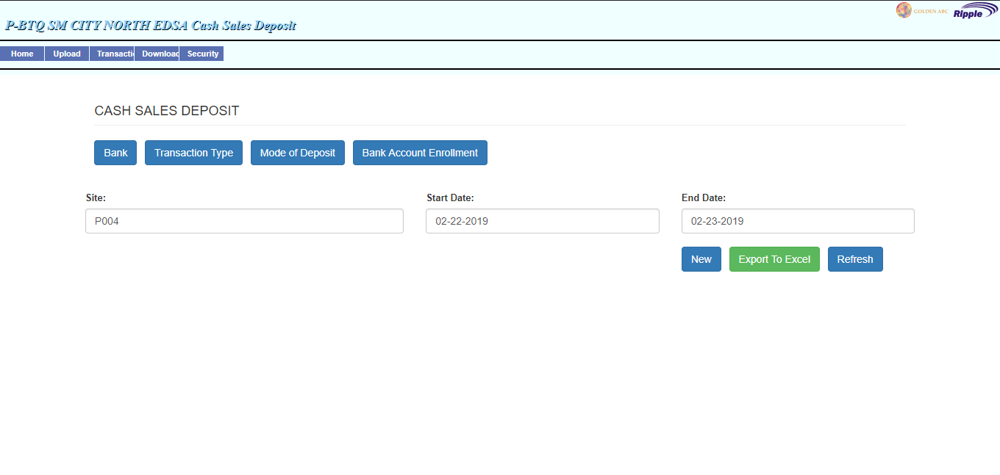 GOLDEN ABC Ripple
P-BTQ SM CITY NORTH EDSA Cash Sales Deposit
Home Upload Transacti Download Security
CASH SALES DEPOSIT
Bank Transaction Type Mode of Deposit Bank Account Enrollment
Site: Start Date: End Date:
P004 02-22-2019 02-23-2019
New Export To Excel Refresh